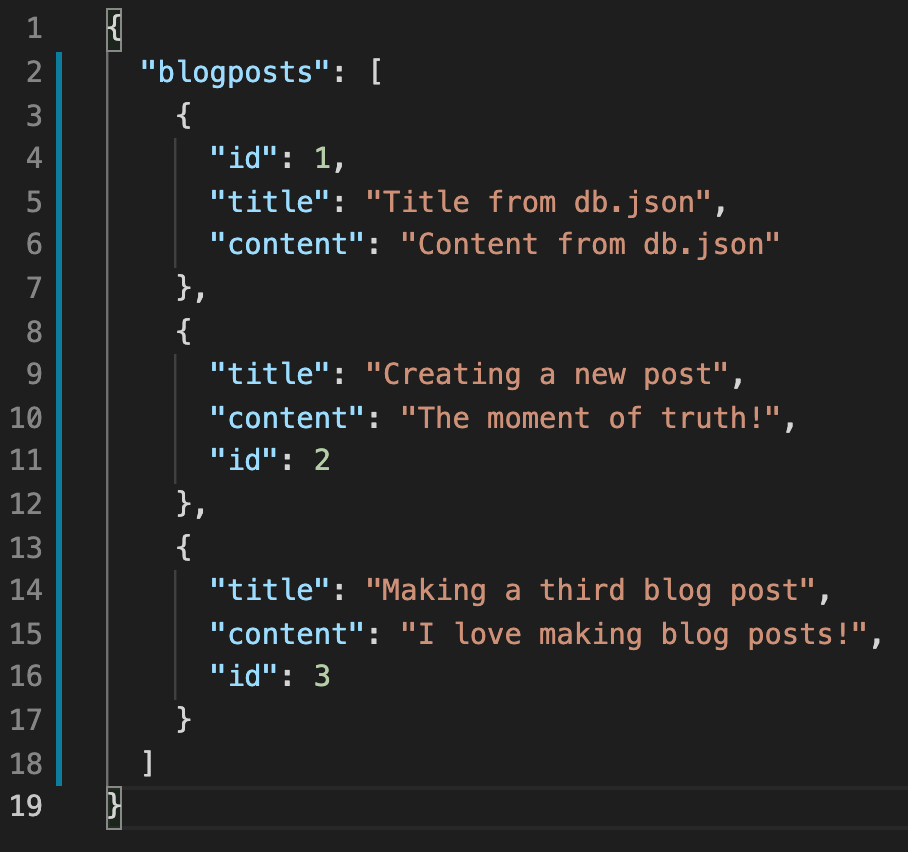 1 {
2   "blogposts": [
3     {
4       "id": 1,
5       "title": "Title from db.json",
6       "content": "Content from db.json"
7     },
8     {
9       "title": "Creating a new post",
10       "content": "The moment of truth!",
11       "id": 2
12     },
13     {
14       "title": "Making a third blog post",
15       "content": "I love making blog posts!",
16       "id": 3
17     }
18   ]
19 }